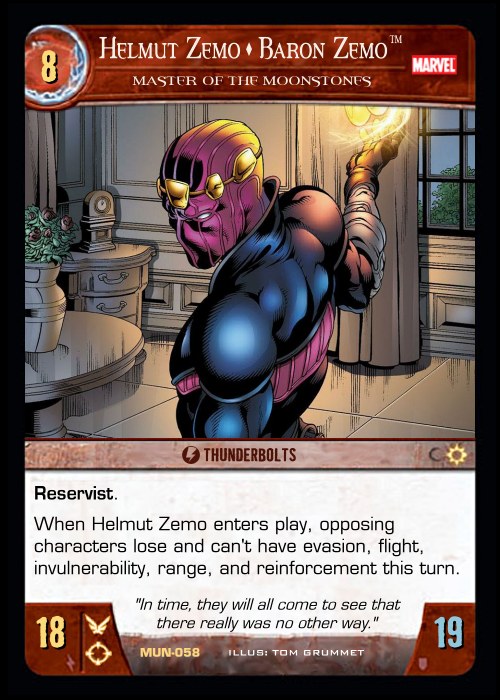 8
HELMUT ZEMO ♦ BARON ZEMO™
MARVEL
MASTER OF THE MOONSTONES
THUNDERBOLTS
Reservist.
When Helmut Zemo enters play, opposing
characters lose and can't have evasion, flight,
invulnerability, range, and reinforcement this turn.
"In time, they will all come to see that
there really was no other way."
18
19
MUN-058 ILLUS: TOM GRUMMET